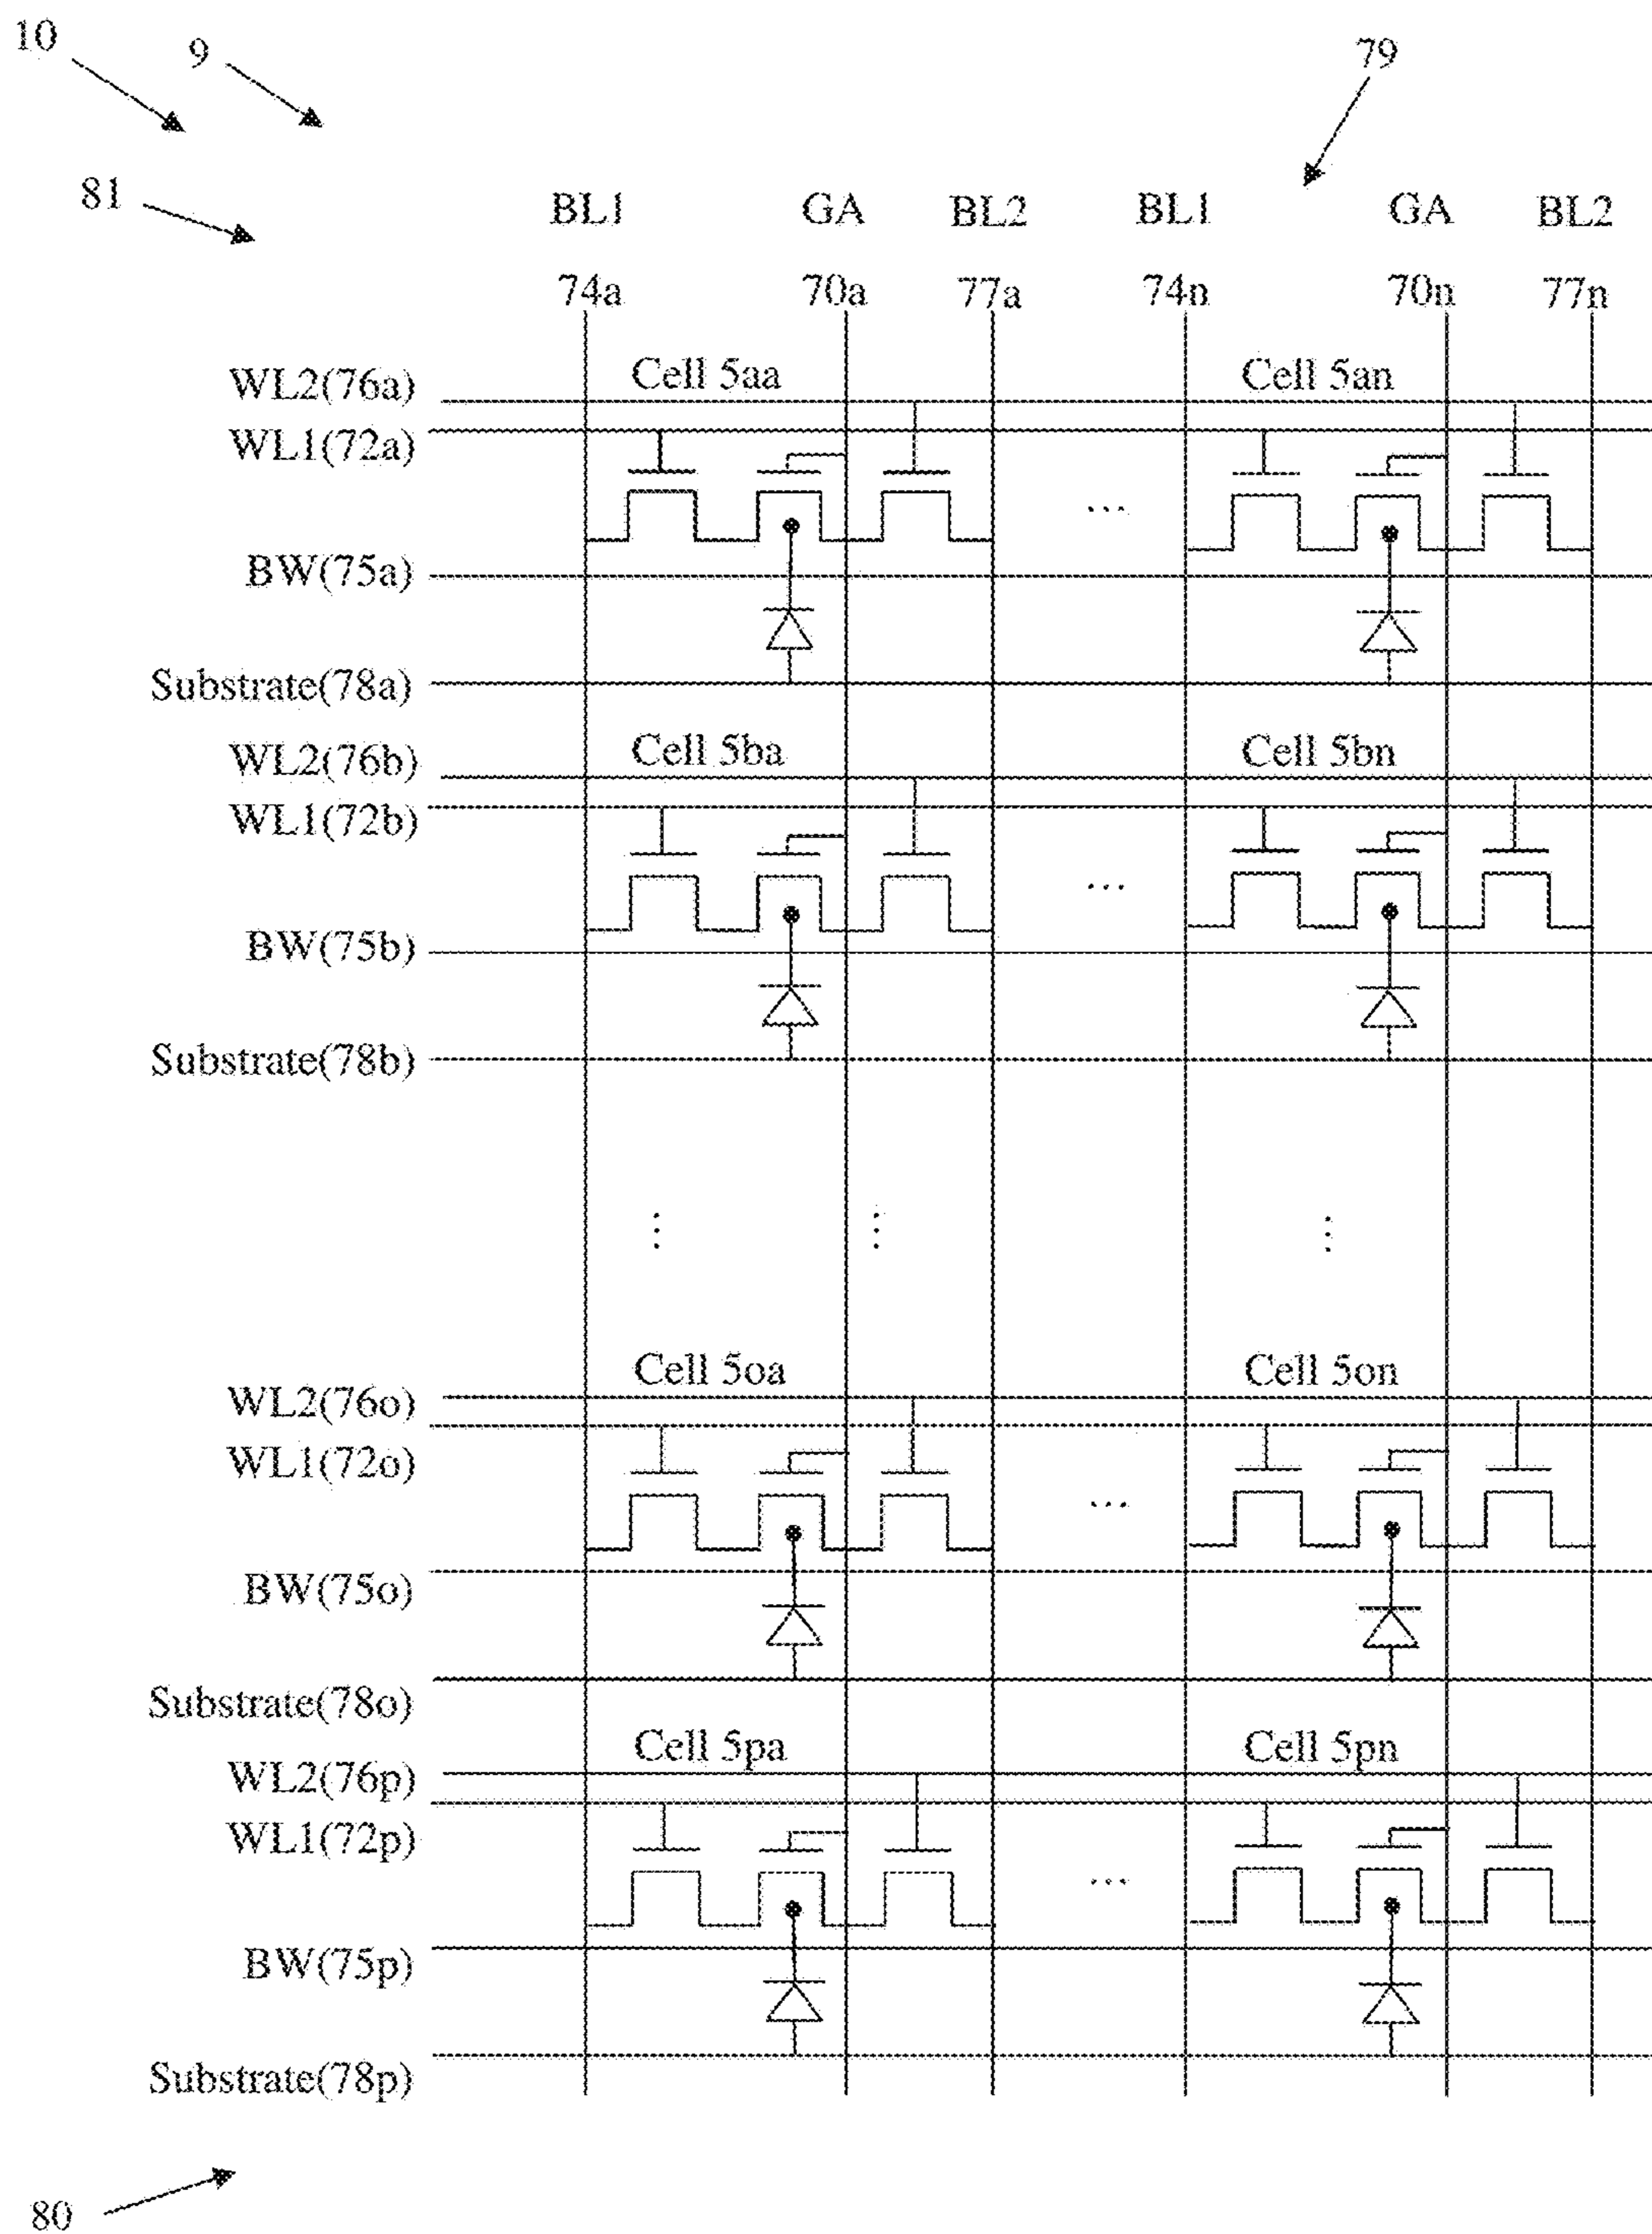 10
9
79
81
BL1 GA BL2 BL1 GA BL2
74a 70a 77a 74n 70n 77n
WL2(76a) Cell 5aa Cell 5an
WL1(72a)
...
BW(75a)
Substrate(78a)
WL2(76b) Cell 5ba Cell 5bn
WL1(72b)
...
BW(75b)
Substrate(78b)
WL2(76o) Cell 5oa Cell 5on
WL1(72o)
...
BW(75o)
Substrate(78o)
WL2(76p) Cell 5pa Cell 5pn
WL1(72p)
...
BW(75p)
Substrate(78p)
80